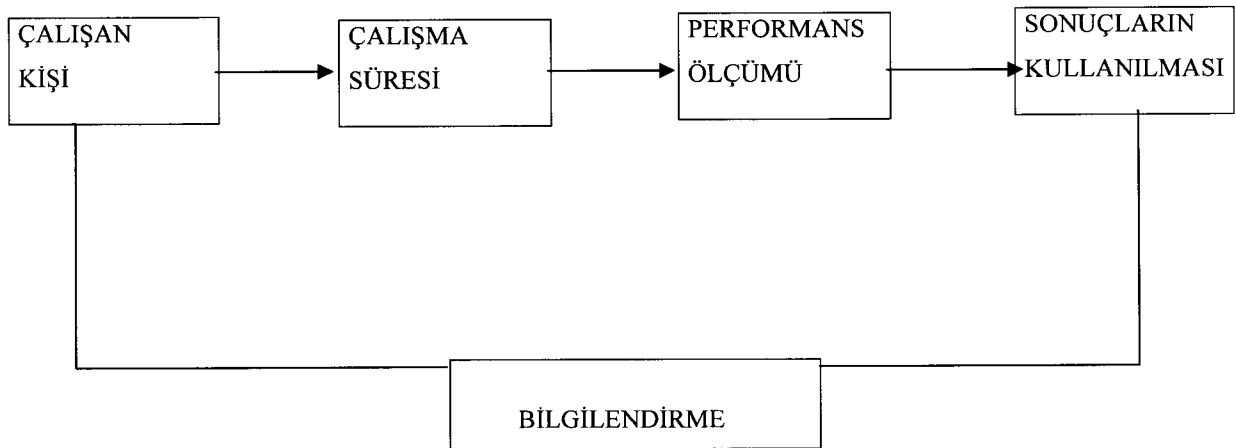 ÇALIŞAN
KİŞİ
ÇALIŞMA
SÜRESİ
PERFORMANS
ÖLÇÜMÜ
SONUÇLARIN
KULLANILMASI
BİLGİLENDİRME